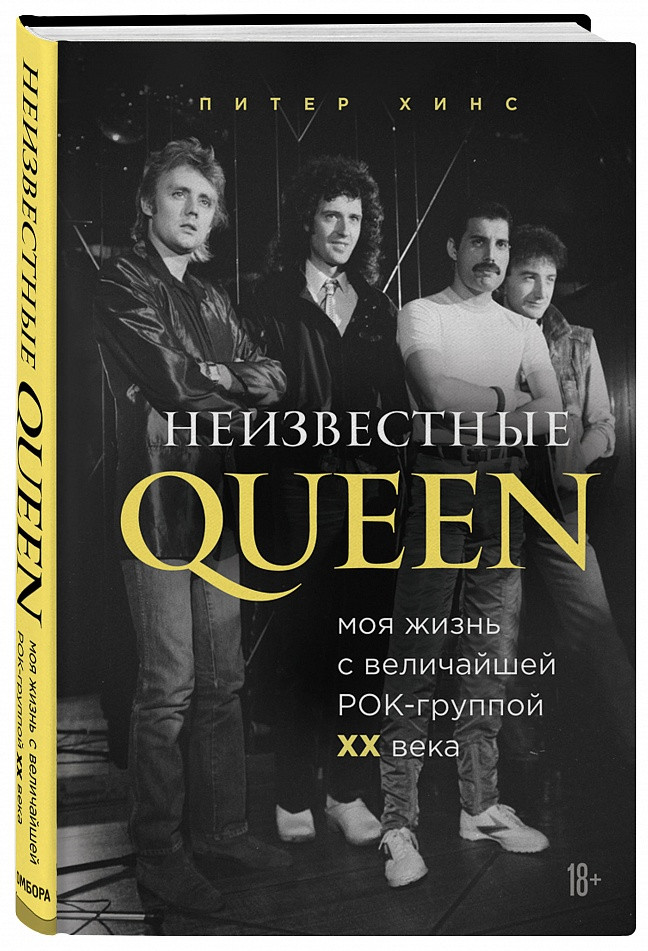 ПИТЕР ХИНС
НЕИЗВЕСТНЫЕ
QUEEN
моя жизнь
с величайшей
РОК-группой
XX века
18+
НЕИЗВЕСТНЫЕ QUEEN
моя жизнь с величайшей
РОК-группой XX века
ОМБОРА